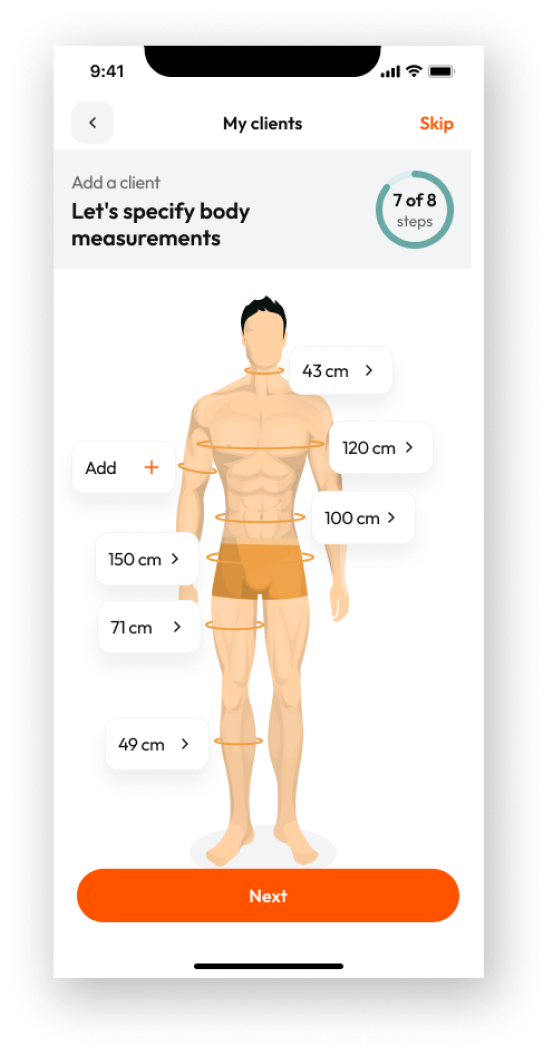 9:41
My clients
Skip
Add a client
Let's specify body
measurements
7 of 8
steps
43 cm
120 cm
Add
100 cm
150 cm
71 cm
49 cm
Next